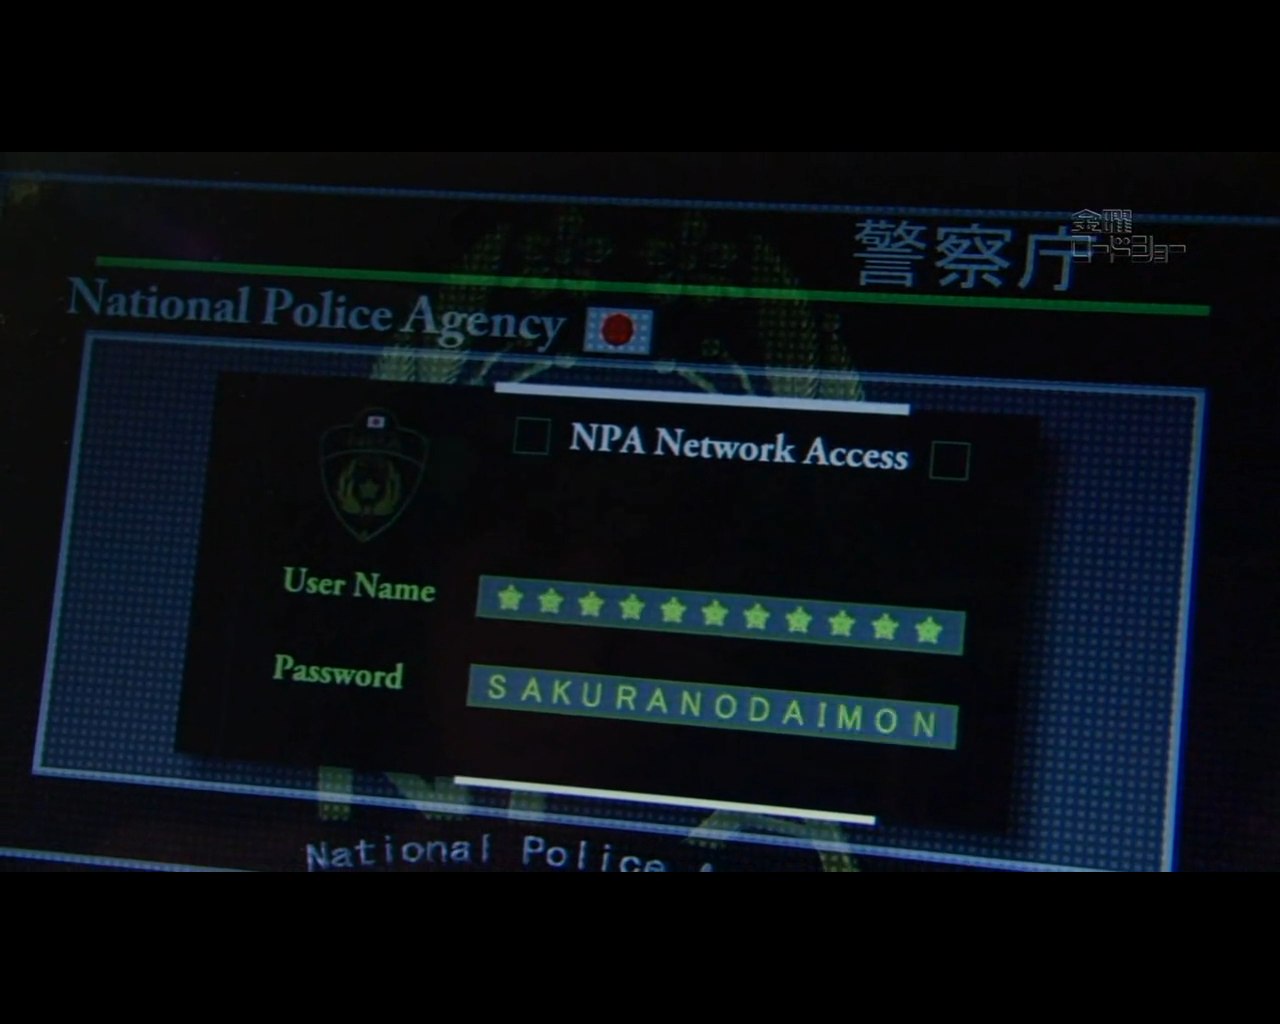 金曜
ロードショー
警察庁
National Police Agency
NPA Network Access
User Name
★★★★★★★★★★★
Password
SAKURANODAIMON
National Police